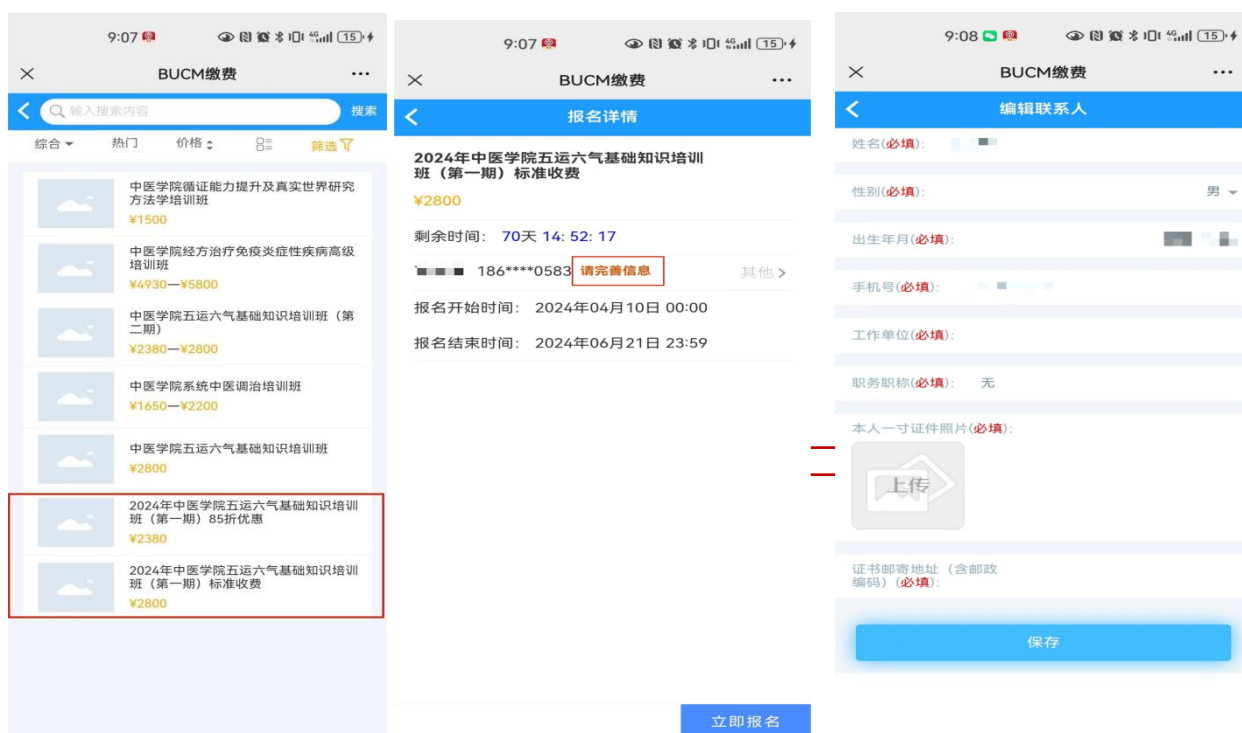 9:07
4G
15
BUCM缴费
输入搜索内容
搜索
综合
热门
价格
筛选
中医学院循证能力提升及真实世界研究
方法学培训班
¥1500
中医学院经方治疗免疫炎症性疾病高级
培训班
¥4930—¥5800
中医学院五运六气基础知识培训班（第
二期）
¥2380—¥2800
中医学院系统中医调治培训班
¥1650—¥2200
中医学院五运六气基础知识培训班
¥2800
2024年中医学院五运六气基础知识培训
班（第一期）85折优惠
¥2380
2024年中医学院五运六气基础知识培训
班（第一期）标准收费
¥2800
9:07
4G
15
BUCM缴费
报名详情
2024年中医学院五运六气基础知识培训
班（第一期）标准收费
¥2800
剩余时间： 70天 14: 52: 17
186****0583 请完善信息 其他
报名开始时间： 2024年04月10日 00:00
报名结束时间： 2024年06月21日 23:59
立即报名
9:08
4G
15
BUCM缴费
编辑联系人
姓名(必填):
性别(必填): 男
出生年月(必填):
手机号(必填):
工作单位(必填):
职务职称(必填): 无
本人一寸证件照片(必填):
上传
证书邮寄地址（含邮政
编码）(必填):
保存